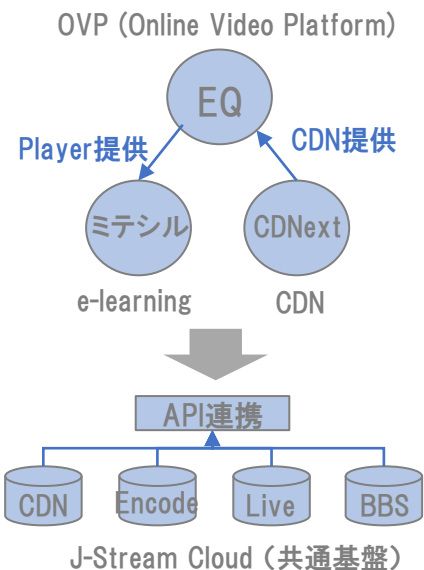 OVP (Online Video Platform)
EQ
Player提供
CDN提供
ミテシル
CDNext
e-learning
CDN
API連携
CDN
Encode
Live
BBS
J-Stream Cloud（共通基盤）